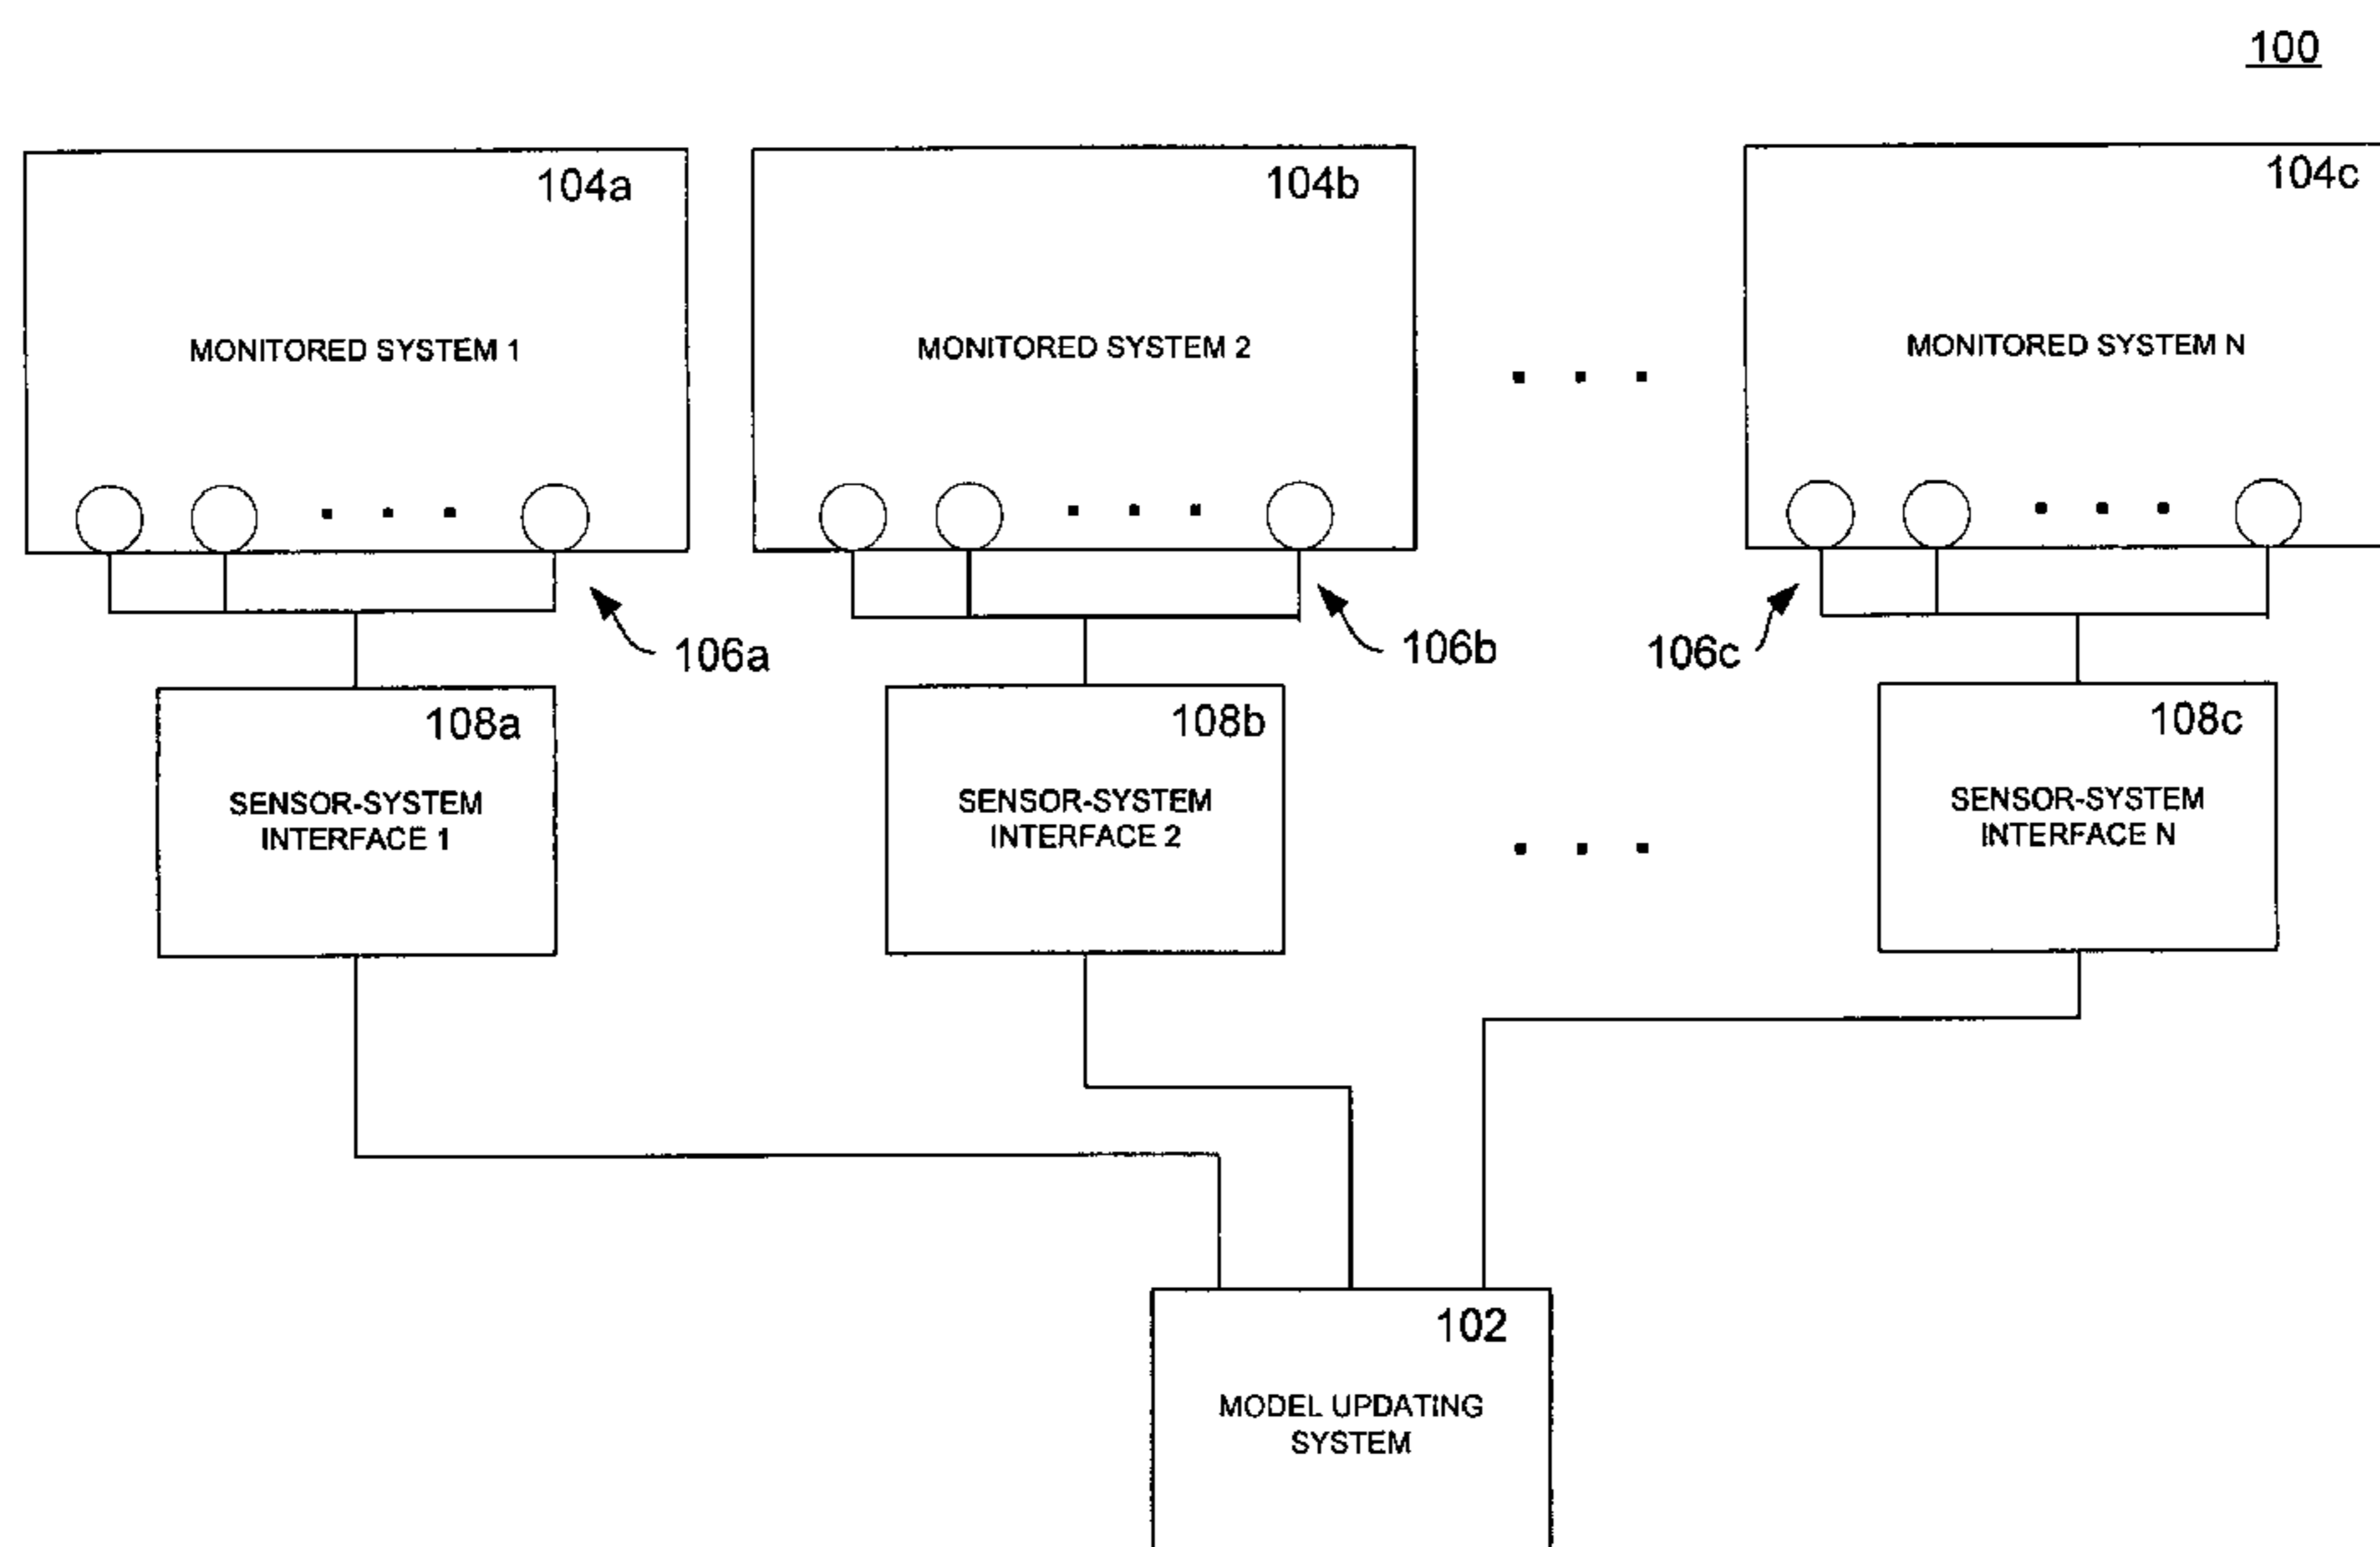 100
104a
104b
104c
MONITORED SYSTEM 1
MONITORED SYSTEM 2
MONITORED SYSTEM N
106a
106b
106c
108a
108b
108c
SENSOR-SYSTEM
INTERFACE 1
SENSOR-SYSTEM
INTERFACE 2
SENSOR-SYSTEM
INTERFACE N
102
MODEL UPDATING
SYSTEM